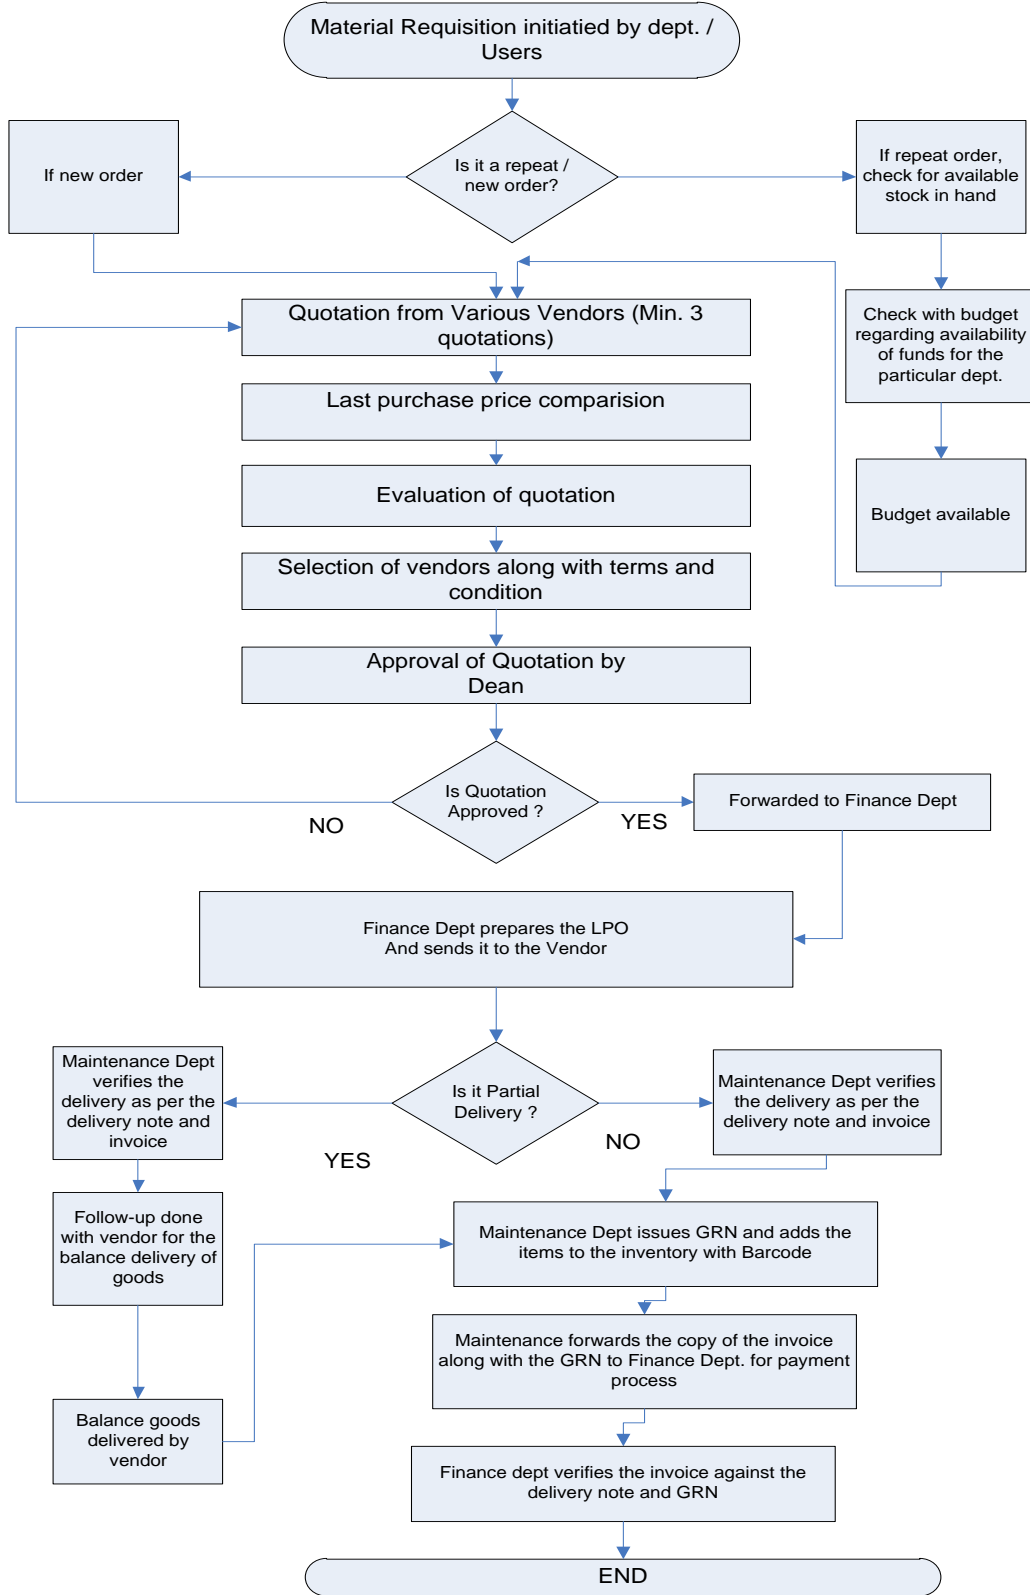 Material Requisition initiatied by dept. /
Users
Is it a repeat /
new order?
If new order
If repeat order,
check for available
stock in hand
Quotation from Various Vendors (Min. 3
quotations)
Check with budget
regarding availability
of funds for the
particular dept.
Last purchase price comparision
Evaluation of quotation
Budget available
Selection of vendors along with terms and
condition
Approval of Quotation by
Dean
Is Quotation
Approved ?
NO
YES
Forwarded to Finance Dept
Finance Dept prepares the LPO
And sends it to the Vendor
Is it Partial
Delivery ?
YES
NO
Maintenance Dept
verifies the
delivery as per the
delivery note and
invoice
Maintenance Dept verifies
the delivery as per the
delivery note and invoice
Follow-up done
with vendor for the
balance delivery of
goods
Maintenance Dept issues GRN and adds the
items to the inventory with Barcode
Maintenance forwards the copy of the invoice
along with the GRN to Finance Dept. for payment
process
Balance goods
delivered by
vendor
Finance dept verifies the invoice against the
delivery note and GRN
END